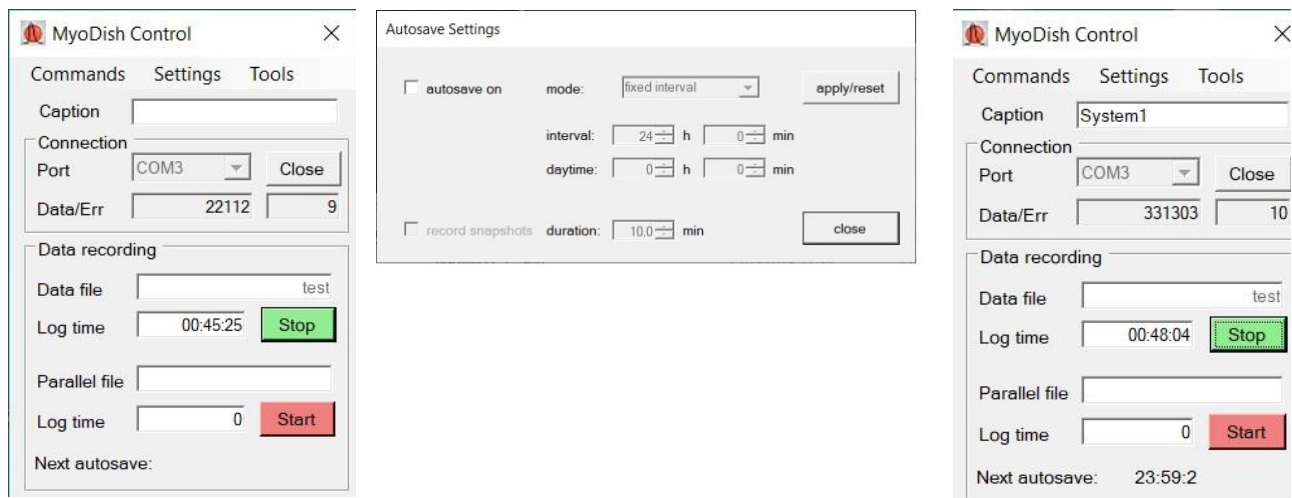 MyoDish Control
Commands Settings Tools
Caption
Connection
Port COM3 Close
Data/Err 22112 9
Data recording
Data file test
Log time 00:45:25 Stop
Parallel file
Log time 0 Start
Next autosave:
Autosave Settings
autosave on mode: fixed interval apply/reset
interval: 24 h 0 min
daytime: 0 h 0 min
record snapshots duration: 10,0 min close
MyoDish Control
Commands Settings Tools
Caption System1
Connection
Port COM3 Close
Data/Err 331303 10
Data recording
Data file test
Log time 00:48:04 Stop
Parallel file
Log time 0 Start
Next autosave: 23:59:2